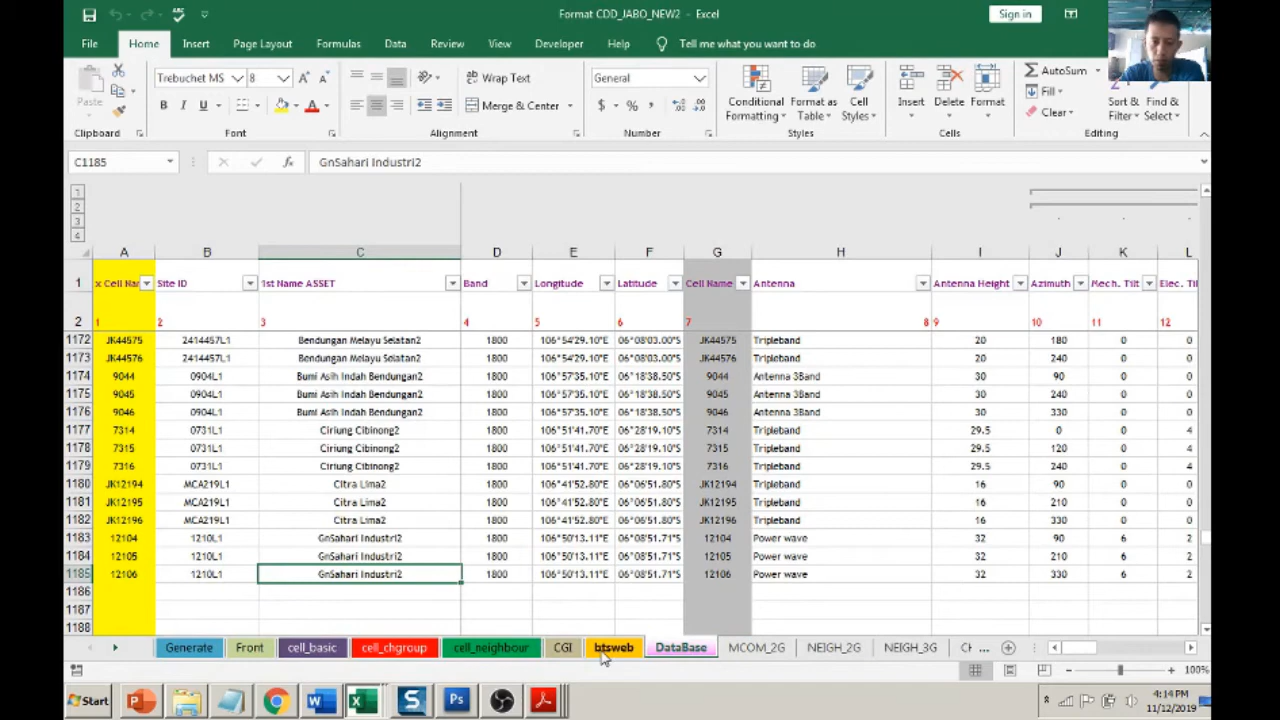 Format CDD_JABO_NEW2 - Excel
Sign in
File Home Insert Page Layout Formulas Data Review View Developer Help Tell me what you want to do
Paste
Trebuchet MS 8
B I U A
Wrap Text
Merge & Center
General
$ % ,
Conditional Formatting
Format as Table
Cell Styles
Insert Delete Format
AutoSum
Fill
Clear
Sort & Filter
Find & Select
Clipboard Font Alignment Number Styles Cells Editing
C1185 fx GnSahari Industri2
1
2
3
4
A B C D E F G H I J K L
1 x Cell Nar Site ID 1st Name ASSET Band Longitude Latitude Cell Name Antenna Antenna Height Azimuth Mech. Tilt Elec. Tilt
2 1 2 3 4 5 6 7 8 9 10 11 12
1172 JK44575 2414457L1 Bendungan Melayu Selatan2 1800 106°54'29.10"E 06°08'03.00"S JK44575 Tripleband 20 180 0 0
1173 JK44576 2414457L1 Bendungan Melayu Selatan2 1800 106°54'29.10"E 06°08'03.00"S JK44576 Tripleband 20 240 0 0
1174 9044 0904L1 Bumi Asih Indah Bendungan2 1800 106°57'35.10"E 06°18'38.50"S 9044 Antenna 3Band 30 90 0 0
1175 9045 0904L1 Bumi Asih Indah Bendungan2 1800 106°57'35.10"E 06°18'38.50"S 9045 Antenna 3Band 30 240 0 0
1176 9046 0904L1 Bumi Asih Indah Bendungan2 1800 106°57'35.10"E 06°18'38.50"S 9046 Antenna 3Band 30 330 0 0
1177 7314 0731L1 Ciriung Cibinong2 1800 106°51'41.70"E 06°28'19.10"S 7314 Tripleband 29.5 0 0 4
1178 7315 0731L1 Ciriung Cibinong2 1800 106°51'41.70"E 06°28'19.10"S 7315 Tripleband 29.5 120 0 4
1179 7316 0731L1 Ciriung Cibinong2 1800 106°51'41.70"E 06°28'19.10"S 7316 Tripleband 29.5 240 0 4
1180 JK12194 MCA219L1 Citra Lima2 1800 106°41'52.80"E 06°06'51.80"S JK12194 Tripleband 16 90 0 0
1181 JK12195 MCA219L1 Citra Lima2 1800 106°41'52.80"E 06°06'51.80"S JK12195 Tripleband 16 210 0 0
1182 JK12196 MCA219L1 Citra Lima2 1800 106°41'52.80"E 06°06'51.80"S JK12196 Tripleband 16 330 0 0
1183 12104 1210L1 GnSahari Industri2 1800 106°50'13.11"E 06°08'51.71"S 12104 Power wave 32 90 6 2
1184 12105 1210L1 GnSahari Industri2 1800 106°50'13.11"E 06°08'51.71"S 12105 Power wave 32 210 6 2
1185 12106 1210L1 GnSahari Industri2 1800 106°50'13.11"E 06°08'51.71"S 12106 Power wave 32 330 6 2
1186
1187
1188
Generate Front cell_basic cell_chgroup cell_neighbour CGI btsweb DataBase MCOM_2G NEIGH_2G NEIGH_3G Cł ...
100%
Start
4:14 PM
11/12/2019